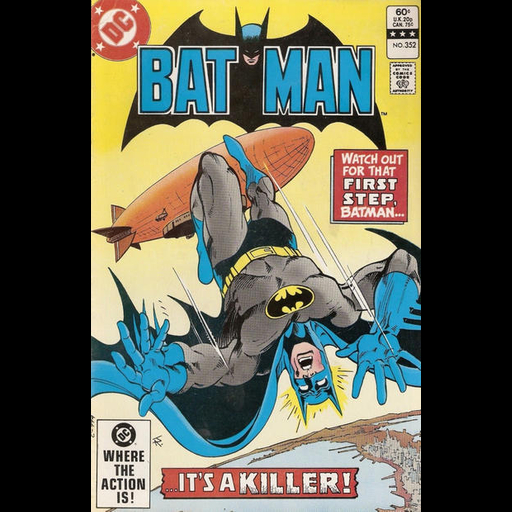 DC
60¢
U.K. 20p
CAN. 75¢
NO. 352
APPROVED
BY THE
COMICS
CODE
AUTHORITY
BATMAN
TM
WATCH OUT
FOR THAT
FIRST
STEP,
BATMAN...
DC
WHERE
THE
ACTION
IS!
...IT'S A KILLER!